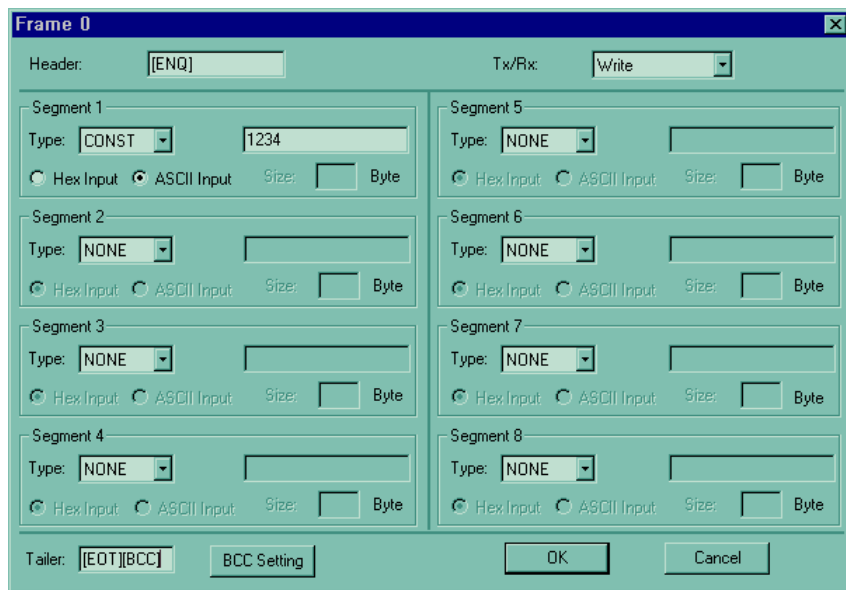 Frame 0
Header: [ENQ] Tx/Rx: Write
Segment 1
Type: CONST 1234
Hex Input ASCII Input Size: Byte
Segment 2
Type: NONE
Hex Input ASCII Input Size: Byte
Segment 3
Type: NONE
Hex Input ASCII Input Size: Byte
Segment 4
Type: NONE
Hex Input ASCII Input Size: Byte
Segment 5
Type: NONE
Hex Input ASCII Input Size: Byte
Segment 6
Type: NONE
Hex Input ASCII Input Size: Byte
Segment 7
Type: NONE
Hex Input ASCII Input Size: Byte
Segment 8
Type: NONE
Hex Input ASCII Input Size: Byte
Tailer: [EOT][BCC] BCC Setting OK Cancel